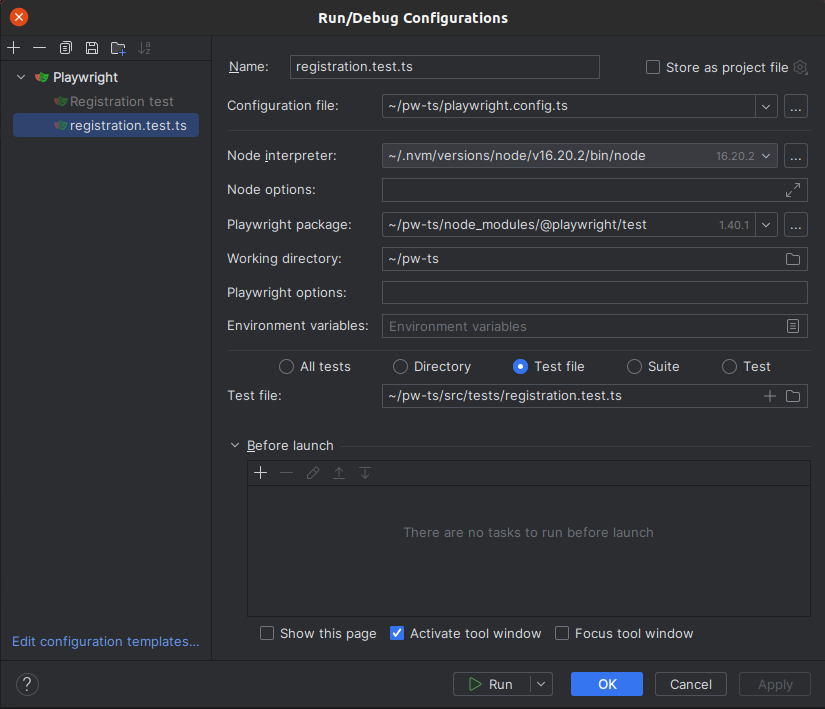 Run/Debug Configurations
Playwright
Registration test
registration.test.ts
Name:
registration.test.ts
Store as project file
Configuration file:
~/pw-ts/playwright.config.ts
...
Node interpreter:
~/.nvm/versions/node/v16.20.2/bin/node
16.20.2
...
Node options:
Playwright package:
~/pw-ts/node_modules/@playwright/test
1.40.1
...
Working directory:
~/pw-ts
Playwright options:
Environment variables:
Environment variables
All tests
Directory
Test file
Suite
Test
Test file:
~/pw-ts/src/tests/registration.test.ts
Before launch
There are no tasks to run before launch
Show this page
Activate tool window
Focus tool window
Edit configuration templates...
?
Run
OK
Cancel
Apply